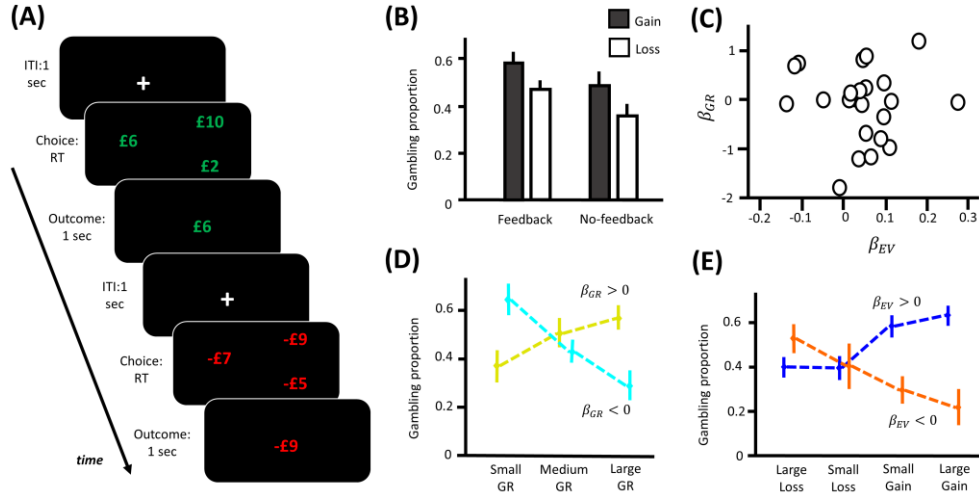 (A)
ITI:1
sec
+
Choice:
RT
£6
£10
£2
Outcome:
1 sec
£6
ITI:1
sec
+
Choice:
RT
-£7
-£9
-£5
Outcome:
1 sec
-£9
time
(B)
Gain
Loss
Gambling proportion
0.6
0.4
0.2
0
Feedback
No-feedback
(C)
β_GR
1
0
-1
-2
-0.2
-0.1
0
0.1
0.2
0.3
β_EV
(D)
Gambling proportion
0.6
0.4
0.2
0
β_GR > 0
β_GR < 0
Small
GR
Medium
GR
Large
GR
(E)
Gambling proportion
0.6
0.4
0.2
0
β_EV > 0
β_EV < 0
Large
Loss
Small
Loss
Small
Gain
Large
Gain